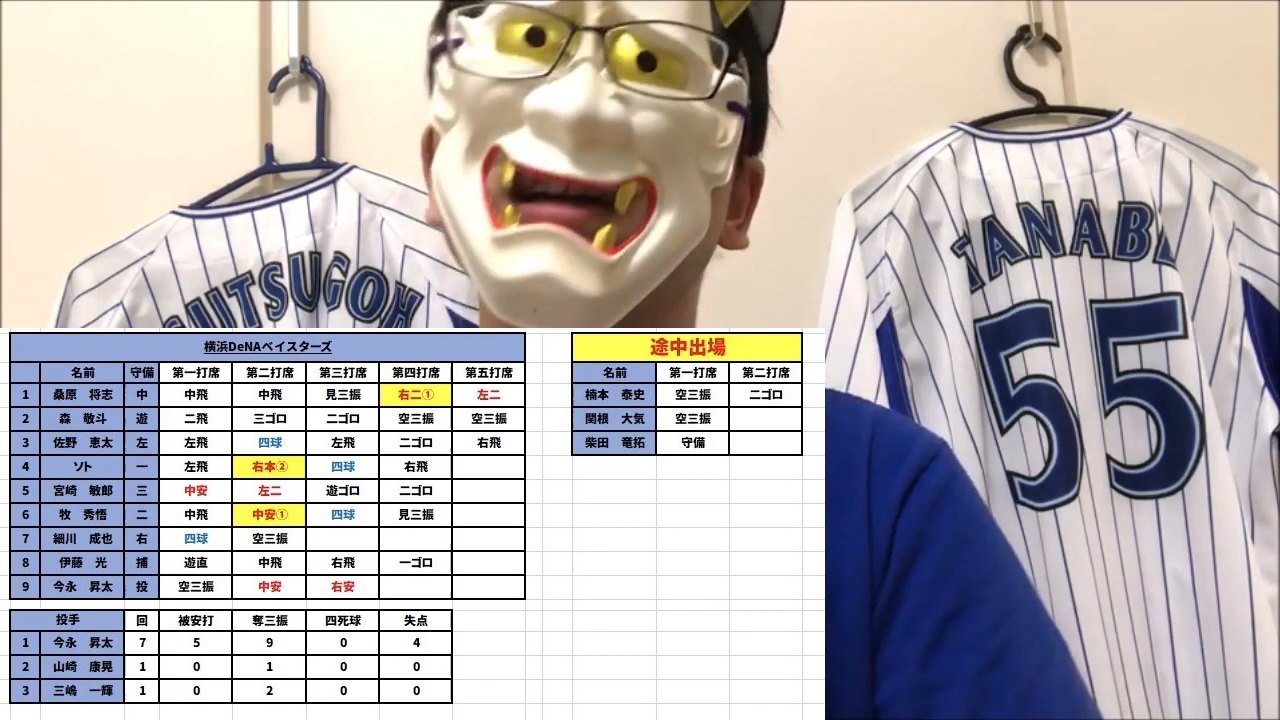 UTSUGOH
TANABE
55
横浜DeNAベイスターズ
名前 守備 第一打席 第二打席 第三打席 第四打席 第五打席
1 桑原 将志 中 中飛 中飛 見三振 右二① 左二
2 森 敬斗 遊 二飛 三ゴロ 二ゴロ 空三振 空三振
3 佐野 恵太 左 左飛 四球 左飛 二ゴロ 右飛
4 ソト 一 左飛 右本② 四球 右飛
5 宮崎 敏郎 三 中安 左二 遊ゴロ 二ゴロ
6 牧 秀悟 二 中飛 中安① 四球 見三振
7 細川 成也 右 四球 空三振
8 伊藤 光 捕 遊直 中飛 右飛 一ゴロ
9 今永 昇太 投 空三振 中安 右安
途中出場
名前 第一打席 第二打席
楠本 泰史 空三振 二ゴロ
関根 大気 空三振
柴田 竜拓 守備
投手 回 被安打 奪三振 四死球 失点
1 今永 昇太 7 5 9 0 4
2 山崎 康晃 1 0 1 0 0
3 三嶋 一輝 1 0 2 0 0